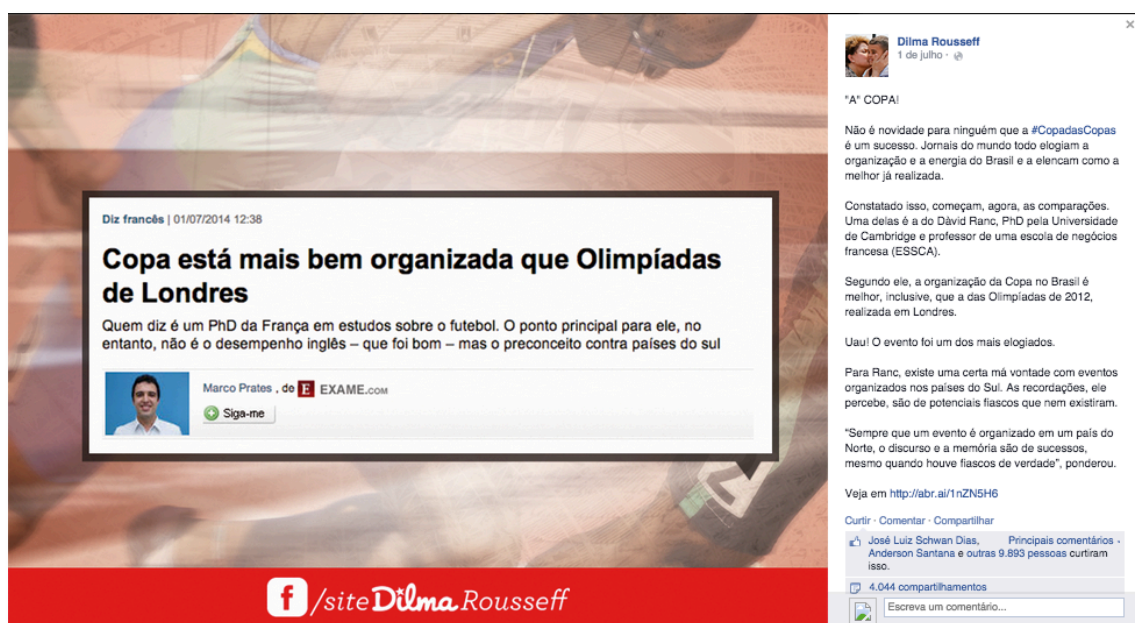 Diz francês | 01/07/2014 12:38
Copa está mais bem organizada que Olimpíadas
de Londres
Quem diz é um PhD da França em estudos sobre o futebol. O ponto principal para ele, no
entanto, não é o desempenho inglês – que foi bom – mas o preconceito contra países do sul
Marco Prates , de E EXAME.COM
Siga-me
f /siteDilmaRousseff
Dilma Rousseff
1 de julho ·
"A" COPA!
Não é novidade para ninguém que a #CopadasCopas
é um sucesso. Jornais do mundo todo elogiam a
organização e a energia do Brasil e a elencam como a
melhor já realizada.
Constatado isso, começam, agora, as comparações.
Uma delas é a do Dàvid Ranc, PhD pela Universidade
de Cambridge e professor de uma escola de negócios
francesa (ESSCA).
Segundo ele, a organização da Copa no Brasil é
melhor, inclusive, que a das Olimpíadas de 2012,
realizada em Londres.
Uau! O evento foi um dos mais elogiados.
Para Ranc, existe uma certa má vontade com eventos
organizados nos países do Sul. As recordações, ele
percebe, são de potenciais fiascos que nem existiram.
“Sempre que um evento é organizado em um país do
Norte, o discurso e a memória são de sucessos,
mesmo quando houve fiascos de verdade”, ponderou.
Veja em http://abr.ai/1nZN5H6
Curtir · Comentar · Compartilhar
José Luiz Schwan Dias, Principais comentários
Anderson Santana e outras 9.893 pessoas curtiram
isso.
4.044 compartilhamentos
Escreva um comentário...